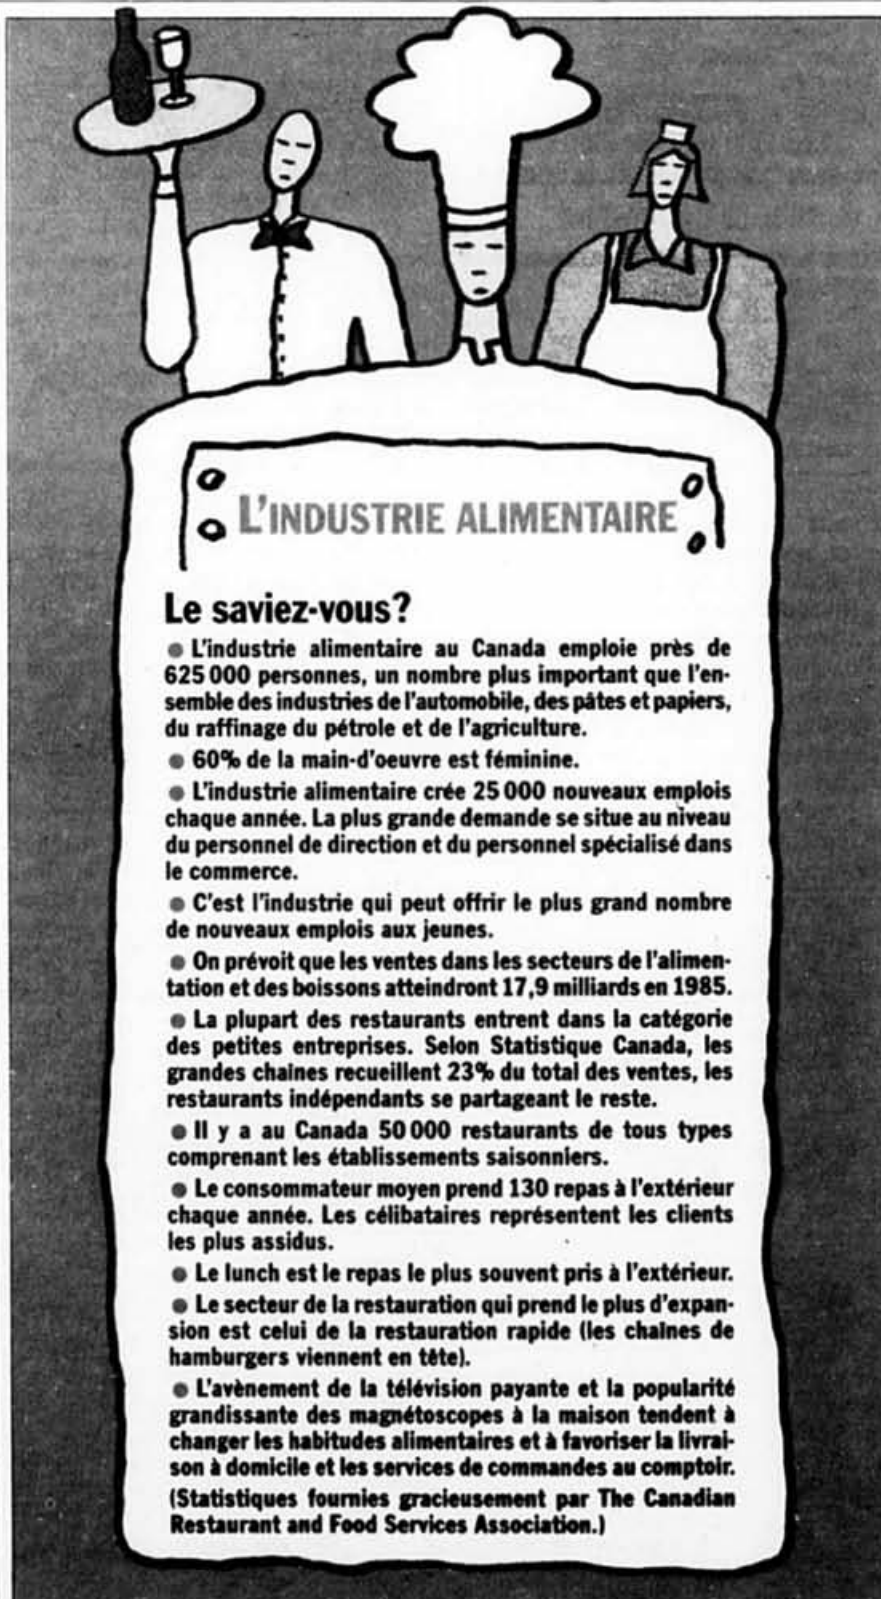 L'INDUSTRIE ALIMENTAIRE
Le saviez-vous?
● L'industrie alimentaire au Canada emploie près de
625 000 personnes, un nombre plus important que l'en-
semble des industries de l'automobile, des pâtes et papiers,
du raffinage du pétrole et de l'agriculture.
● 60% de la main-d'oeuvre est féminine.
● L'industrie alimentaire crée 25 000 nouveaux emplois
chaque année. La plus grande demande se situe au niveau
du personnel de direction et du personnel spécialisé dans
le commerce.
● C'est l'industrie qui peut offrir le plus grand nombre
de nouveaux emplois aux jeunes.
● On prévoit que les ventes dans les secteurs de l'alimen-
tation et des boissons atteindront 17,9 milliards en 1985.
● La plupart des restaurants entrent dans la catégorie
des petites entreprises. Selon Statistique Canada, les
grandes chaînes recueillent 23% du total des ventes, les
restaurants indépendants se partageant le reste.
● Il y a au Canada 50 000 restaurants de tous types
comprenant les établissements saisonniers.
● Le consommateur moyen prend 130 repas à l'extérieur
chaque année. Les célibataires représentent les clients
les plus assidus.
● Le lunch est le repas le plus souvent pris à l'extérieur.
● Le secteur de la restauration qui prend le plus d'expan-
sion est celui de la restauration rapide (les chaînes de
hamburgers viennent en tête).
● L'avènement de la télévision payante et la popularité
grandissante des magnétoscopes à la maison tendent à
changer les habitudes alimentaires et à favoriser la livrai-
son à domicile et les services de commandes au comptoir.
(Statistiques fournies gracieusement par The Canadian
Restaurant and Food Services Association.)